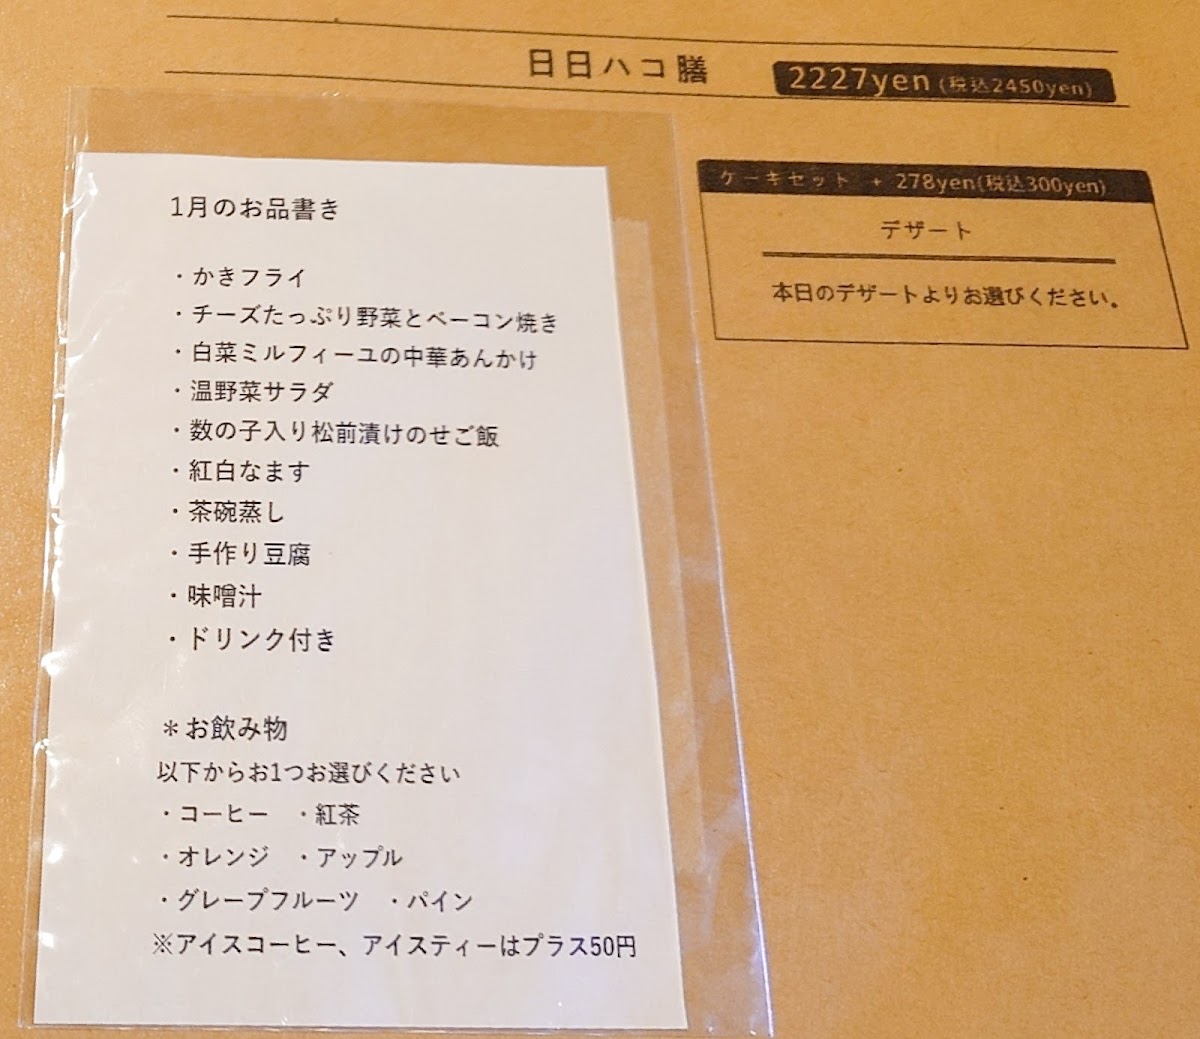 日日ハコ膳
2227yen(税込2450yen)
ケーキセット + 278yen(税込300yen)
デザート
本日のデザートよりお選びください。
1月のお品書き
・かきフライ
・チーズたっぷり野菜とベーコン焼き
・白菜ミルフィーユの中華あんかけ
・温野菜サラダ
・数の子入り松前漬けのせご飯
・紅白なます
・茶碗蒸し
・手作り豆腐
・味噌汁
・ドリンク付き
＊お飲み物
以下からお1つお選びください
・コーヒー ・紅茶
・オレンジ ・アップル
・グレープフルーツ ・パイン
※アイスコーヒー、アイスティーはプラス50円